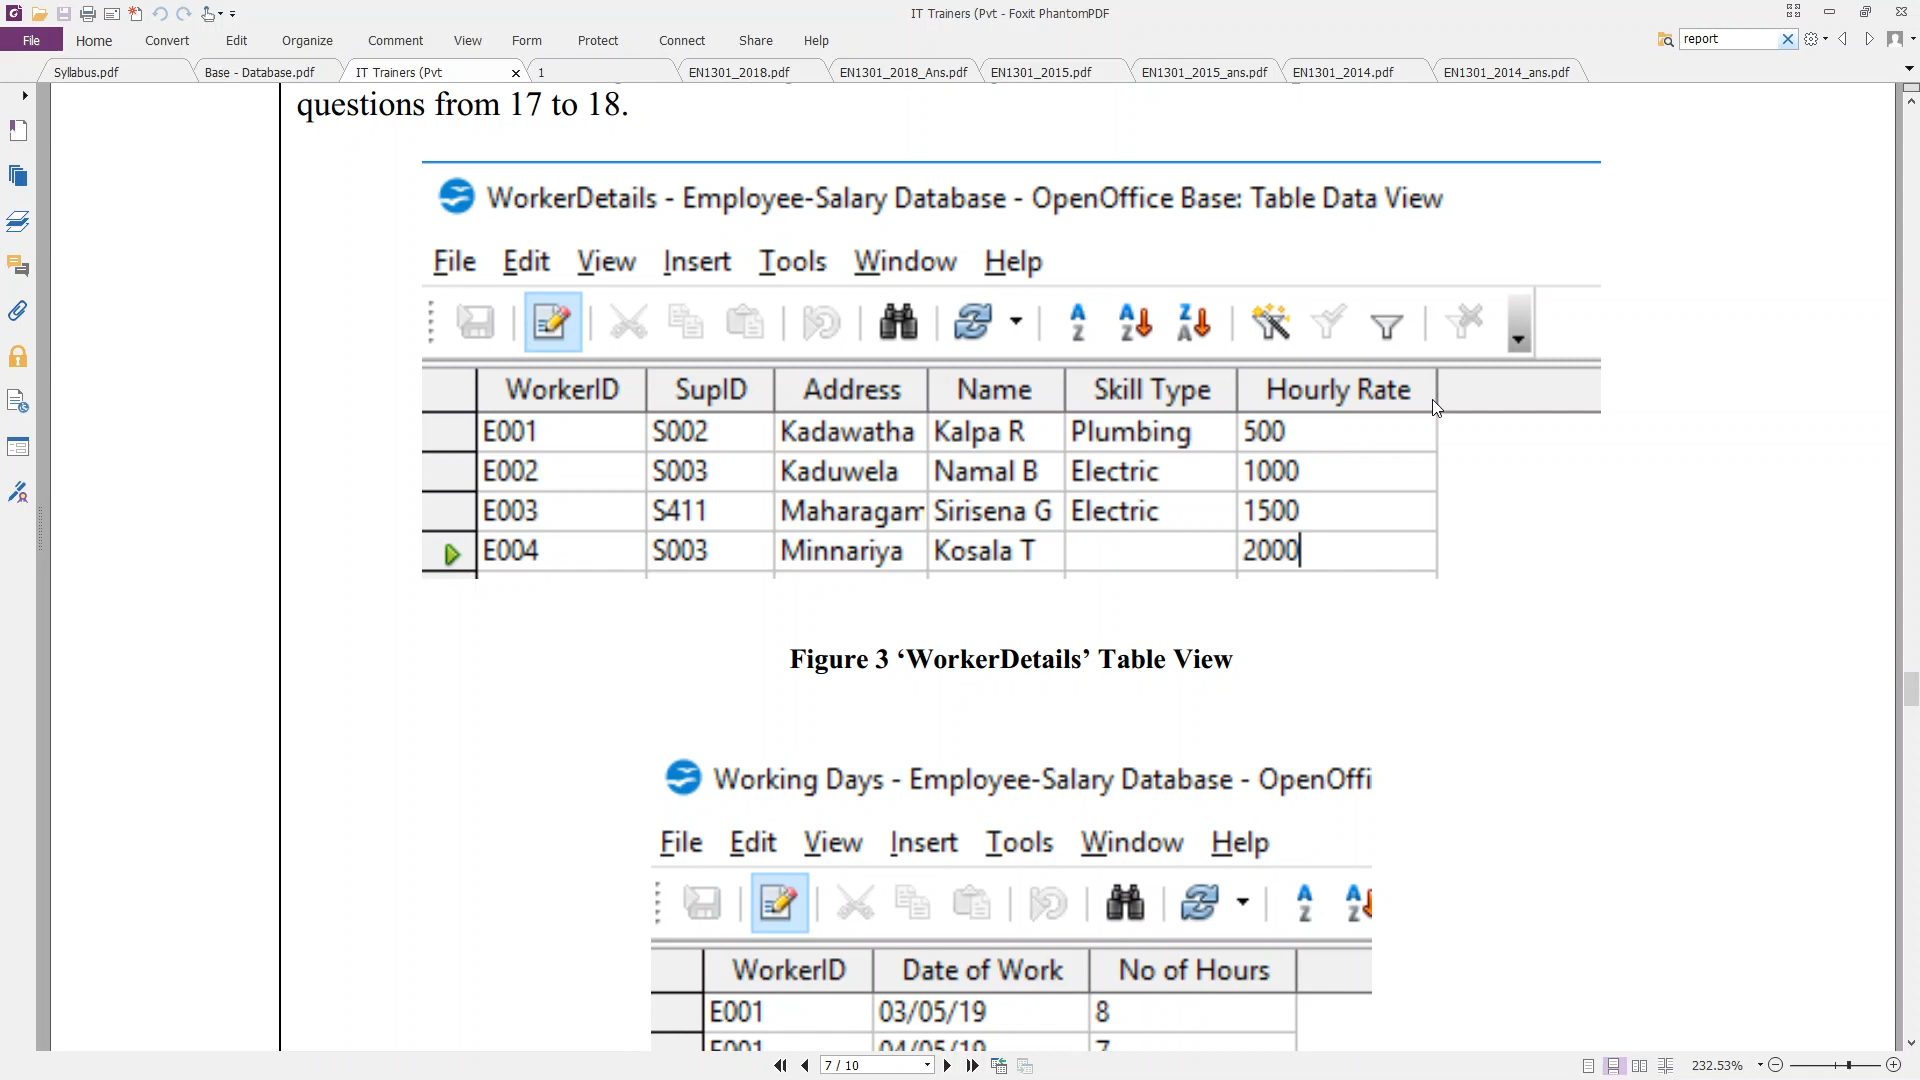 IT Trainers (Pvt - Foxit PhantomPDF
File Home Convert Edit Organize Comment View Form Protect Connect Share Help
report
Syllabus.pdf Base - Database.pdf IT Trainers (Pvt 1 EN1301_2018.pdf EN1301_2018_Ans.pdf EN1301_2015.pdf EN1301_2015_ans.pdf EN1301_2014.pdf EN1301_2014_ans.pdf
questions from 17 to 18.
WorkerDetails - Employee-Salary Database - OpenOffice Base: Table Data View
File Edit View Insert Tools Window Help
WorkerID SupID Address Name Skill Type Hourly Rate
E001 S002 Kadawatha Kalpa R Plumbing 500
E002 S003 Kaduwela Namal B Electric 1000
E003 S411 Maharagam Sirisena G Electric 1500
E004 S003 Minnariya Kosala T 2000
Figure 3 ‘WorkerDetails’ Table View
Working Days - Employee-Salary Database - OpenOffi
File Edit View Insert Tools Window Help
WorkerID Date of Work No of Hours
E001 03/05/19 8
E001 04/05/19 7
7 / 10
232.53%